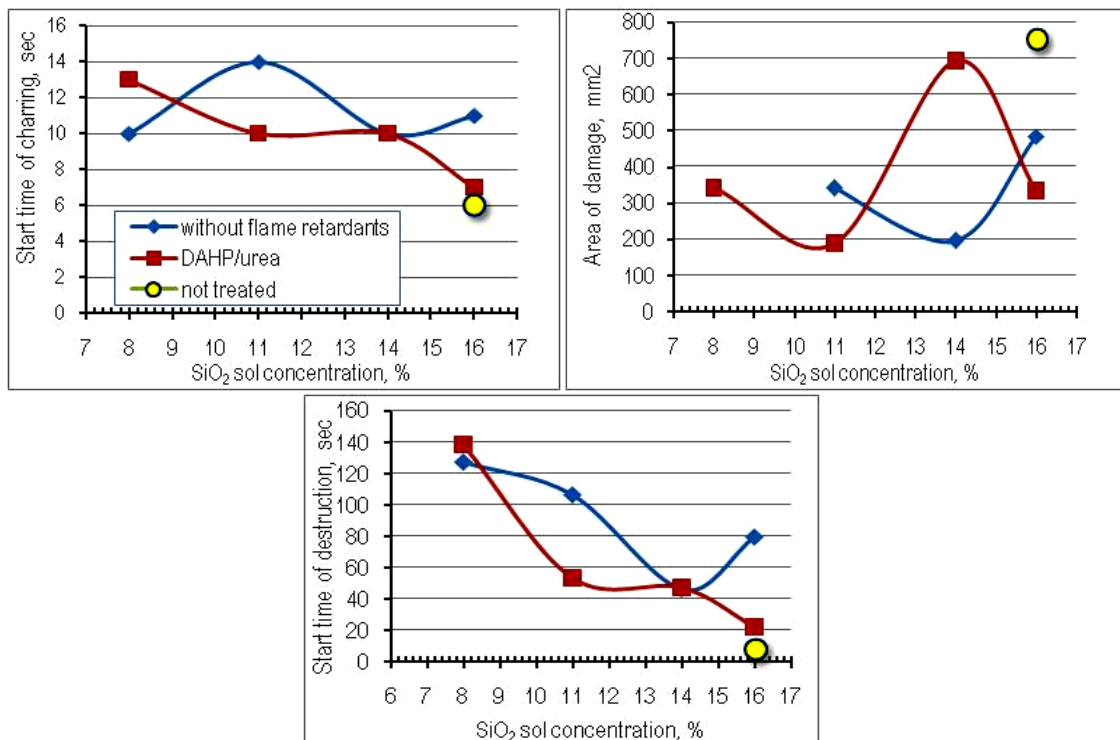 Start time of charring, sec
16
14
12
10
8
6
4
2
0
without flame retardants
DAHP/urea
not treated
7 8 9 10 11 12 13 14 15 16 17
SiO₂ sol concentration, %
Area of damage, mm2
800
700
600
500
400
300
200
100
0
7 8 9 10 11 12 13 14 15 16 17
SiO₂ sol concentration, %
Start time of destruction, sec
160
140
120
100
80
60
40
20
0
6 7 8 9 10 11 12 13 14 15 16 17
SiO₂ sol concentration, %